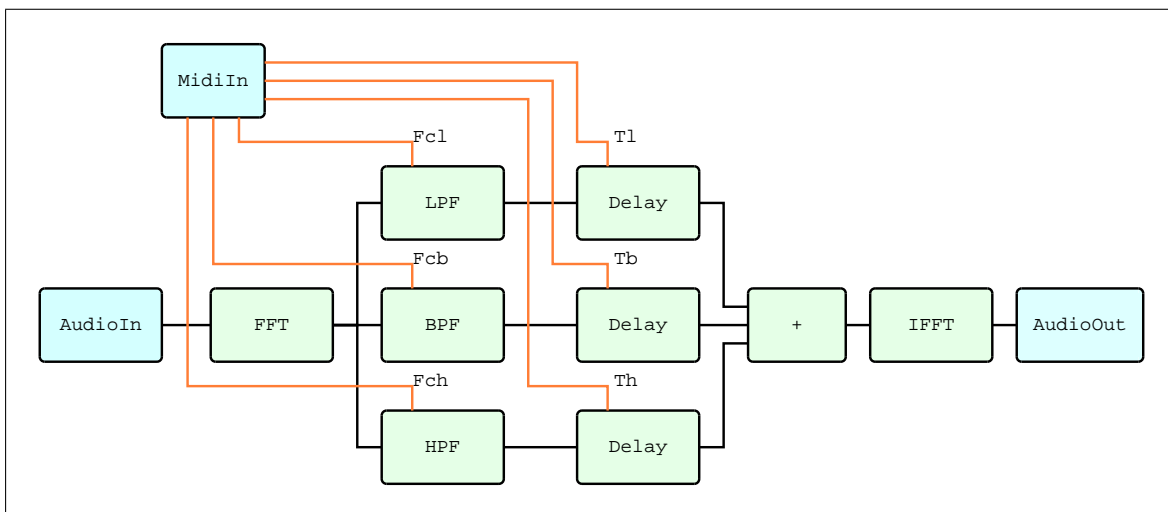 MidiIn
Fcl
Tl
LPF
Delay
Fcb
Tb
AudioIn
FFT
BPF
Delay
+
IFFT
AudioOut
Fch
Th
HPF
Delay